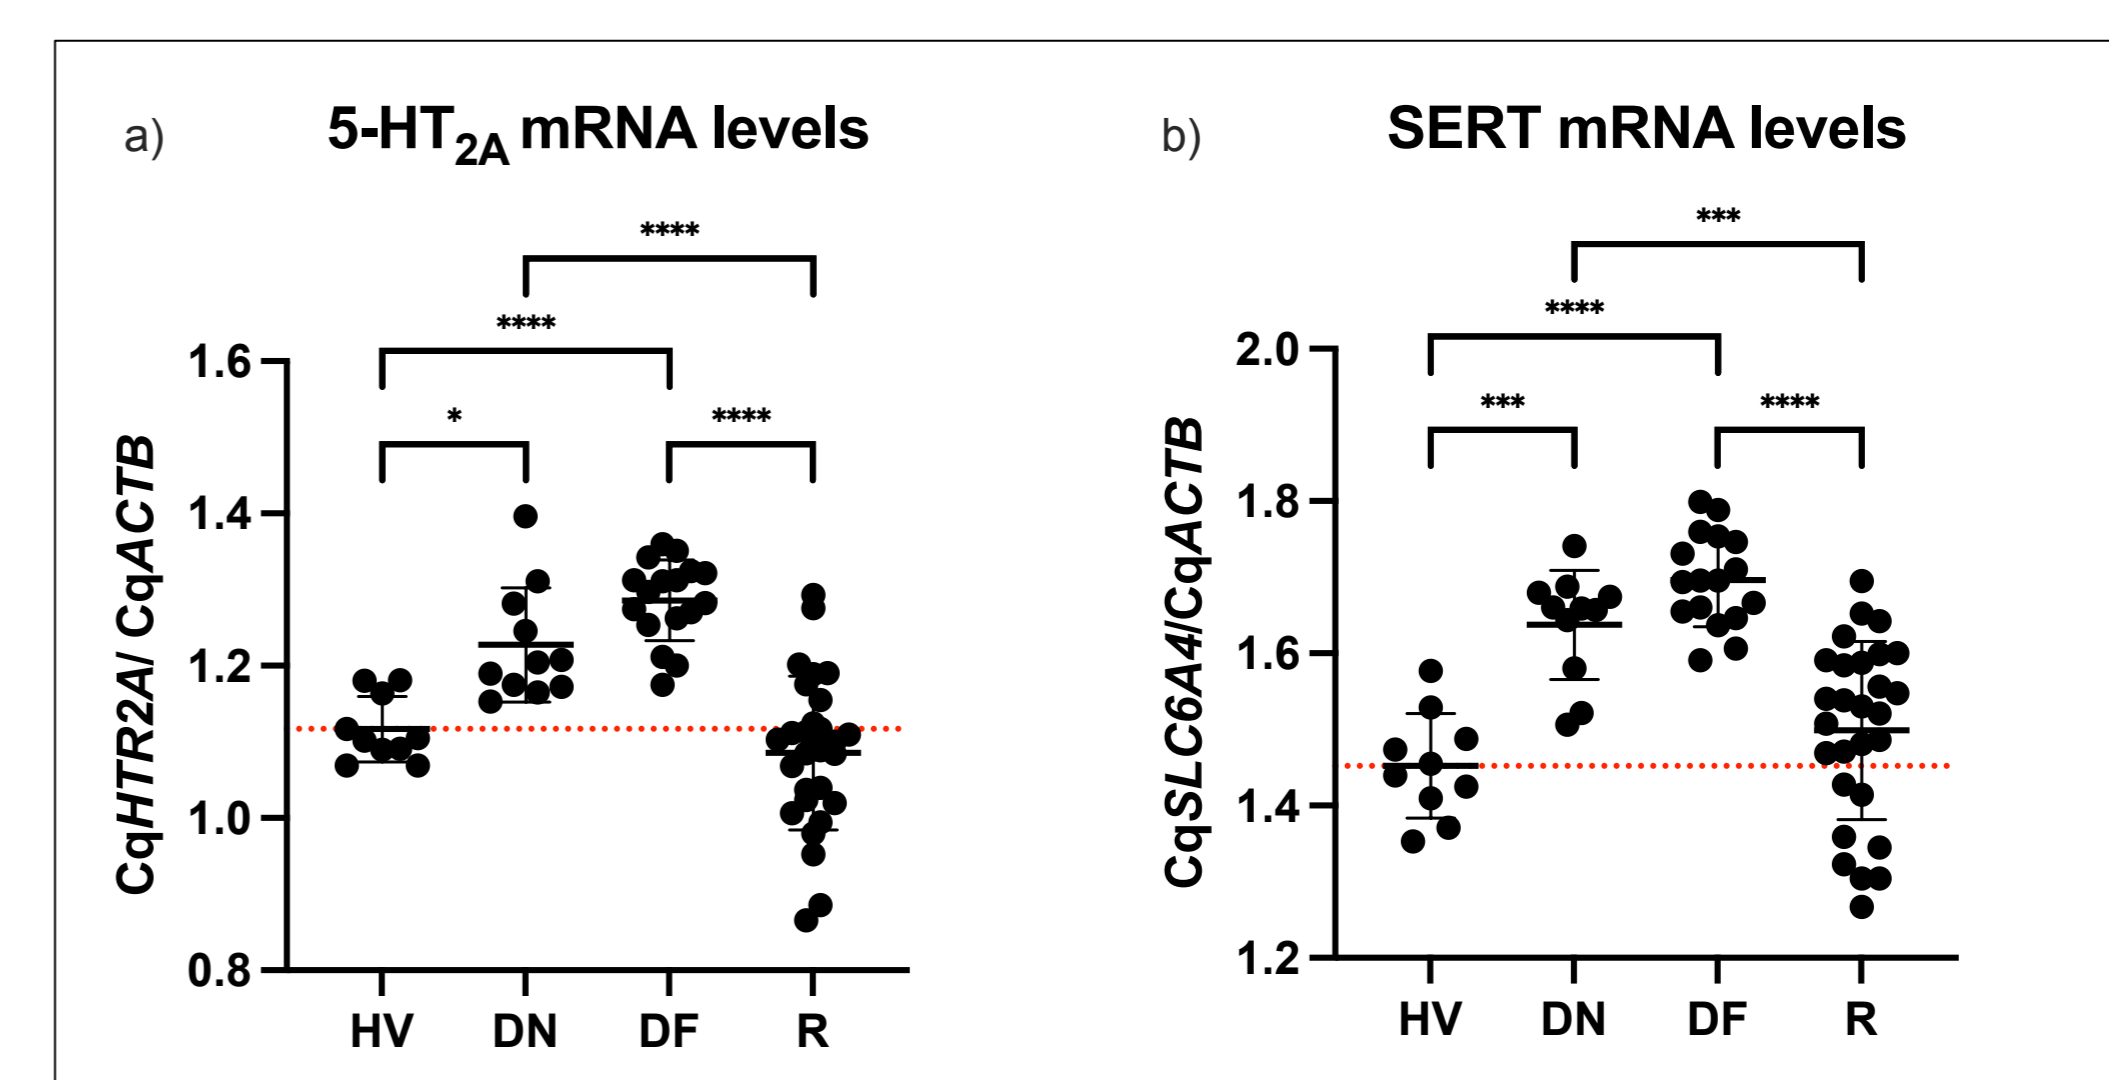 a)
5-HT2A mRNA levels
****
****
*
****
CqHTR2A/ CqACTB
1.6
1.4
1.2
1.0
0.8
HV DN DF R
b)
SERT mRNA levels
***
****
***
****
CqSLC6A4/CqACTB
2.0
1.8
1.6
1.4
1.2
HV DN DF R